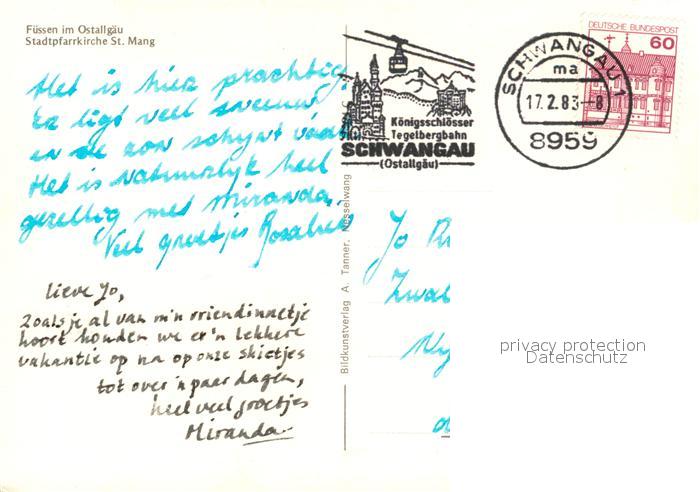 Füssen im Ostallgäu
Stadtpfarrkirche St. Mang
Het is hier prachtig.
Er ligt veel sneeuw
en de zon schijnt
Het is natuurlijk heel
gezellig met Miranda.
Veel groetjes
Lieve Jo,
Zoals je al van m'n vriendinnetje
hoort houden we er 'n lekkere
vakantie op na op onze skietjes
tot over 'n paar dagen,
heel veel groetjes
Miranda
Bildkunstverlag A. Tanner, Nesselwang
Königsschlösser
Tegelbergbahn
SCHWANGAU
(Ostallgäu)
SCHWANGAU 1
ma
17.2.83-8
8959
DEUTSCHE BUNDESPOST
60
Jo
privacy protection
Datenschutz